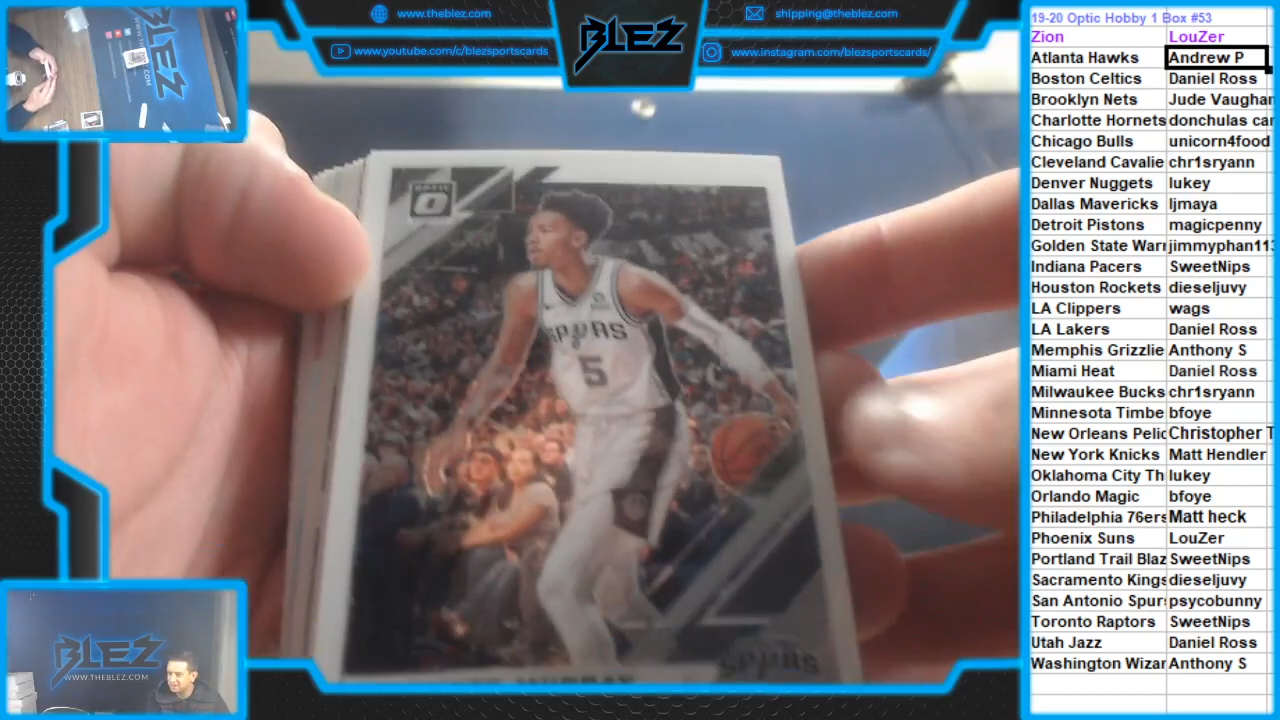 www.theblez.com
www.youtube.com/c/blezsportscards
BLEZ
shipping@theblez.com
www.instagram.com/blezsportscards/
OPTIC
SPURS
5
SPURS
BLEZ
WWW.THEBLEZ.COM
19-20 Optic Hobby 1 Box #53
Zion LouZer
Atlanta Hawks Andrew P
Boston Celtics Daniel Ross
Brooklyn Nets Jude Vaughan
Charlotte Hornets donchulas car
Chicago Bulls unicorn4food
Cleveland Cavalie chr1sryann
Denver Nuggets lukey
Dallas Mavericks ljmaya
Detroit Pistons magicpenny
Golden State Warr jimmyphan113
Indiana Pacers SweetNips
Houston Rockets dieseljuvy
LA Clippers wags
LA Lakers Daniel Ross
Memphis Grizzlie Anthony S
Miami Heat Daniel Ross
Milwaukee Bucks chr1sryann
Minnesota Timbe bfoye
New Orleans Pelic Christopher T
New York Knicks Matt Hendler
Oklahoma City Th lukey
Orlando Magic bfoye
Philadelphia 76ers Matt heck
Phoenix Suns LouZer
Portland Trail Blaz SweetNips
Sacramento Kings dieseljuvy
San Antonio Spurs psycobunny
Toronto Raptors SweetNips
Utah Jazz Daniel Ross
Washington Wizar Anthony S